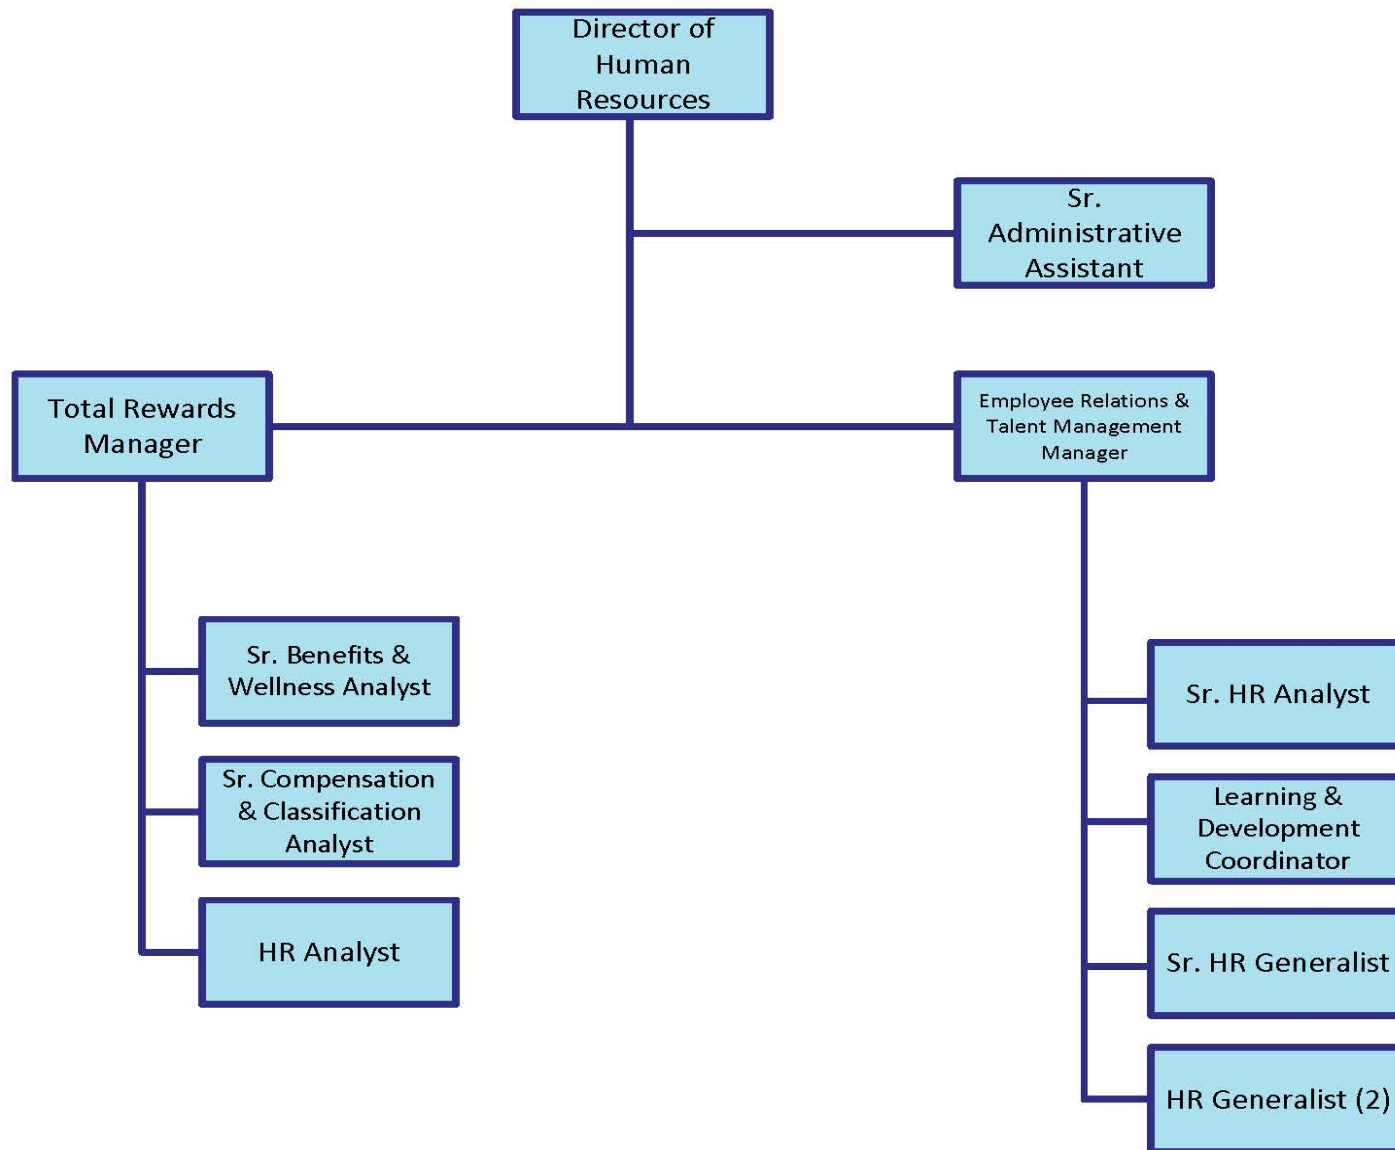 Director of
Human
Resources
Sr.
Administrative
Assistant
Total Rewards
Manager
Employee Relations &
Talent Management
Manager
Sr. Benefits &
Wellness Analyst
Sr. Compensation
& Classification
Analyst
HR Analyst
Sr. HR Analyst
Learning &
Development
Coordinator
Sr. HR Generalist
HR Generalist (2)